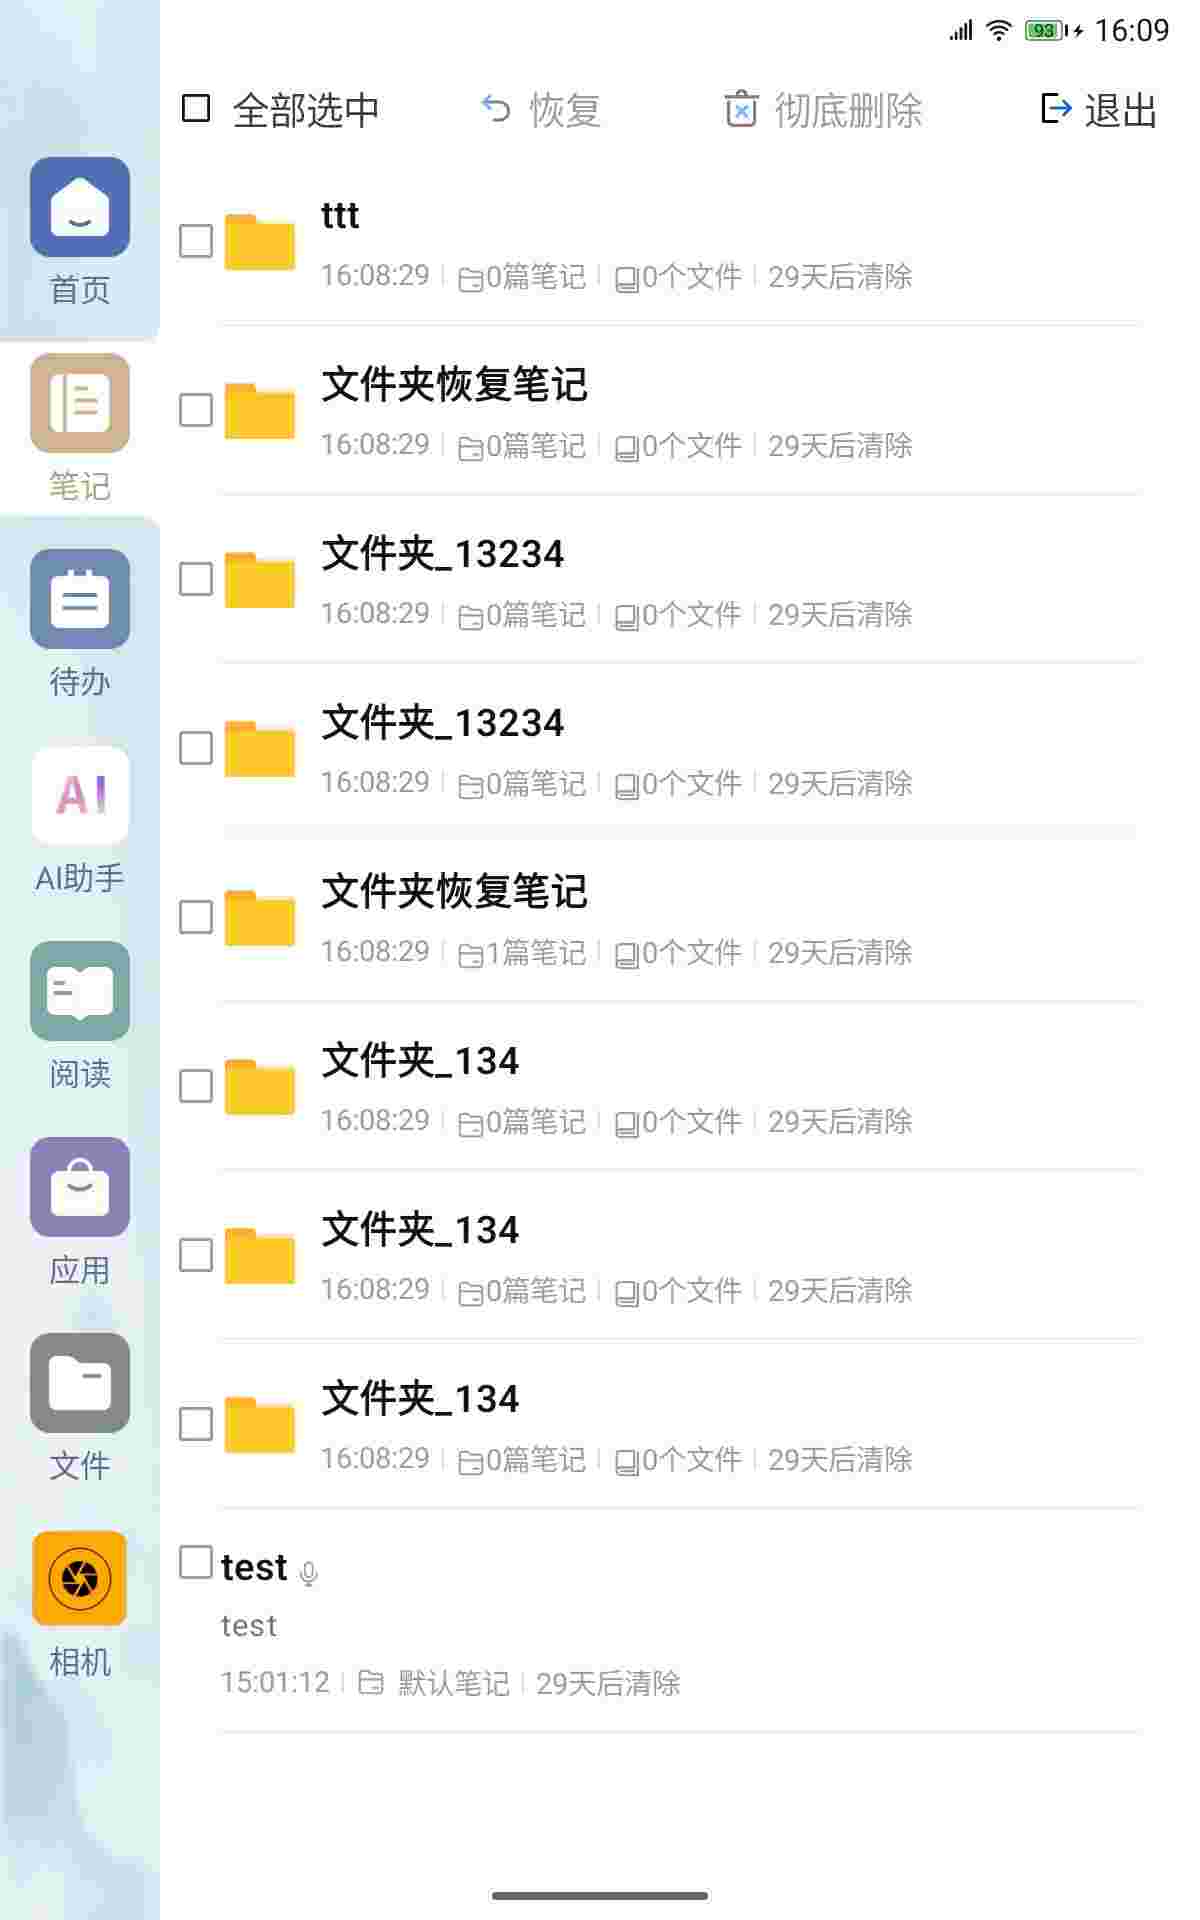 93 16:09
全部选中 恢复 彻底删除 退出
首页
笔记
待办
AI
AI助手
阅读
应用
文件
相机
ttt
16:08:29 0篇笔记 0个文件 29天后清除
文件夹恢复笔记
16:08:29 0篇笔记 0个文件 29天后清除
文件夹_13234
16:08:29 0篇笔记 0个文件 29天后清除
文件夹_13234
16:08:29 0篇笔记 0个文件 29天后清除
文件夹恢复笔记
16:08:29 1篇笔记 0个文件 29天后清除
文件夹_134
16:08:29 0篇笔记 0个文件 29天后清除
文件夹_134
16:08:29 0篇笔记 0个文件 29天后清除
文件夹_134
16:08:29 0篇笔记 0个文件 29天后清除
test
test
15:01:12 默认笔记 29天后清除